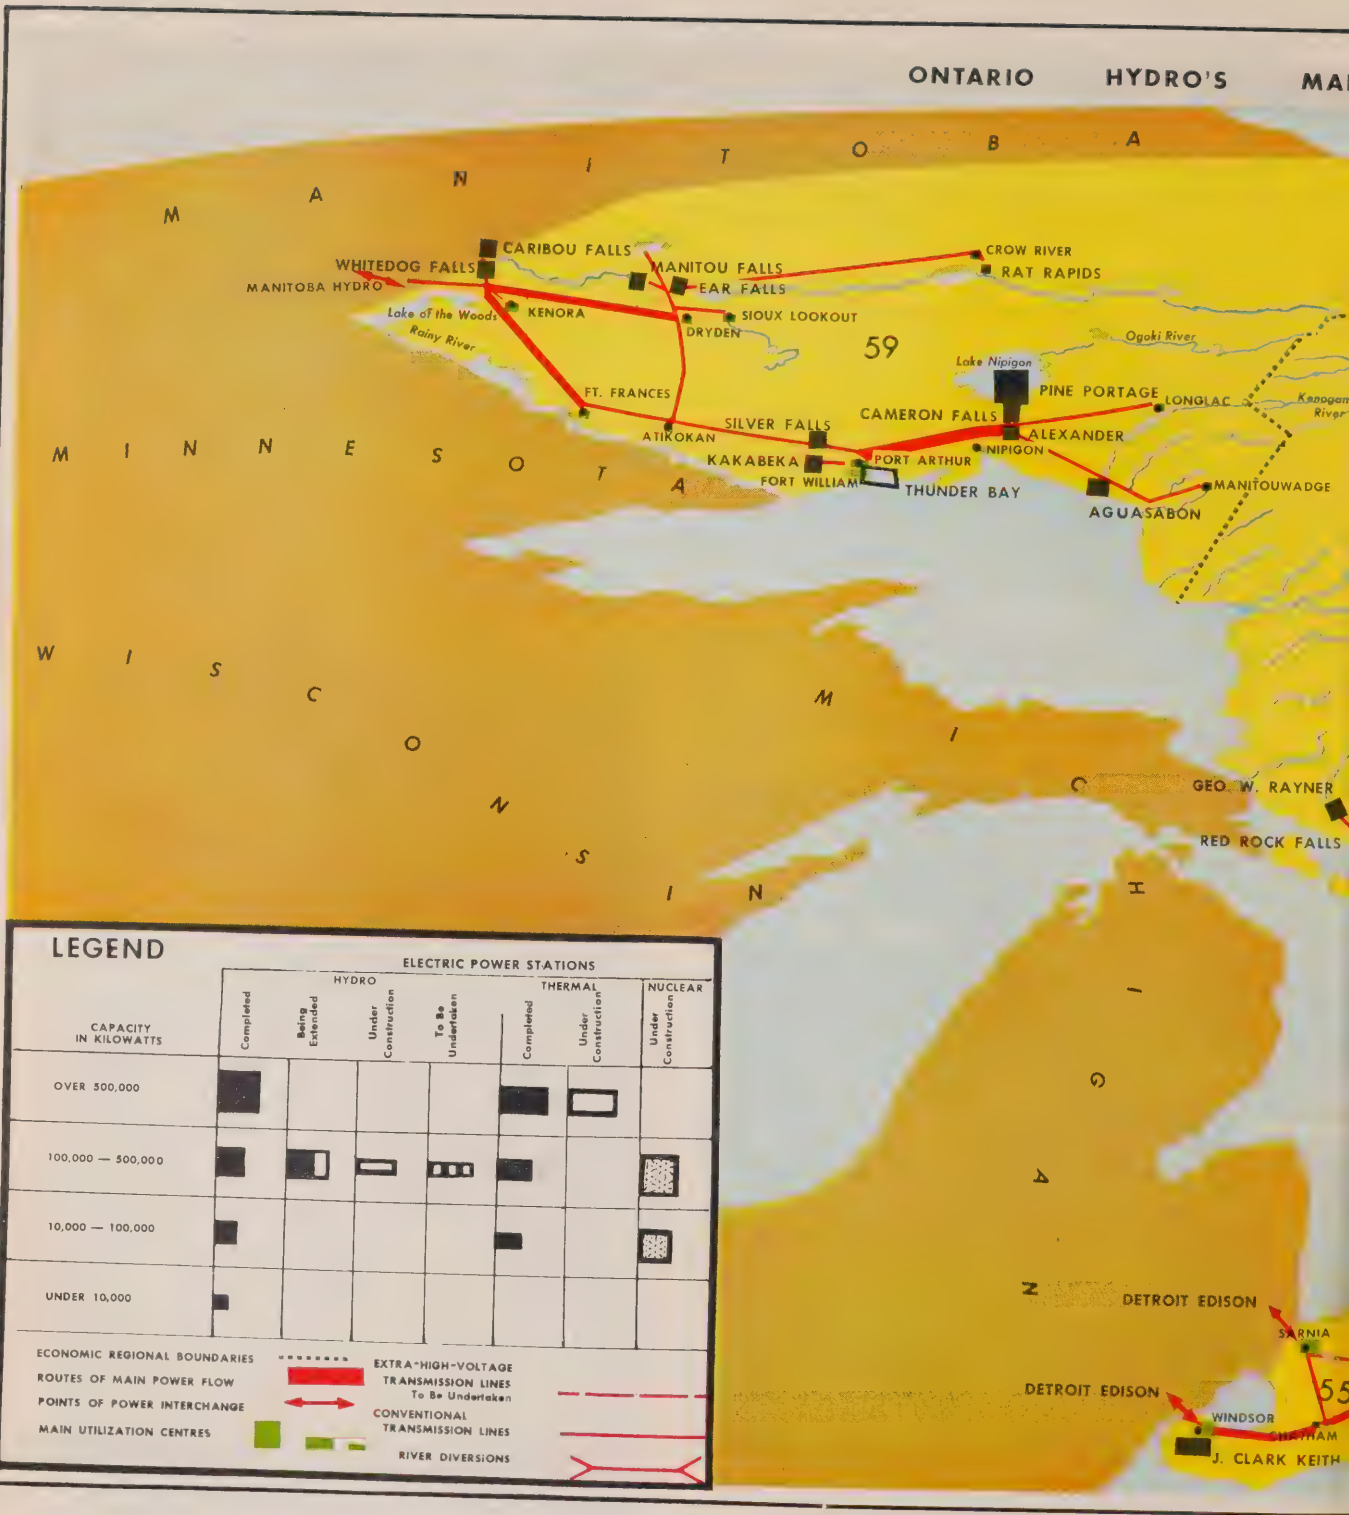 ONTARIO HYDRO'S
MANITOBA
CARIBOU FALLS
WHITEDOG FALLS
MANITOBA HYDRO
MANITOU FALLS
EAR FALLS
CROW RIVER
RAT RAPIDS
Lake of the Woods
KENORA
Rainy River
DRYDEN
SIOUX LOOKOUT
59
Ogoki River
Lake Nipigon
PINE PORTAGE
FT. FRANCES
LONGLAC
River
CAMERON FALLS
SILVER FALLS
ALEXANDER
ATIKOKAN
NIPIGON
KAKABEKA
PORT ARTHUR
FORT WILLIAM
THUNDER BAY
MANITOUWADGE
AGUASABON
MINNESOTA
WISCONSIN
MICHIGAN
GEO. W. RAYNER
RED ROCK FALLS
DETROIT EDISON
SARNIA
55
DETROIT EDISON
WINDSOR
CHATHAM
J. CLARK KEITH
LEGEND
ELECTRIC POWER STATIONS
HYDRO THERMAL NUCLEAR
CAPACITY
IN KILOWATTS
Completed
Being
Extended
Under
Construction
To Be
Undertaken
Completed
Under
Construction
Under
Construction
OVER 500,000
100,000 — 500,000
10,000 — 100,000
UNDER 10,000
ECONOMIC REGIONAL BOUNDARIES
ROUTES OF MAIN POWER FLOW
POINTS OF POWER INTERCHANGE
MAIN UTILIZATION CENTRES
EXTRA-HIGH-VOLTAGE
TRANSMISSION LINES
To Be Undertaken
CONVENTIONAL
TRANSMISSION LINES
RIVER DIVERSIONS